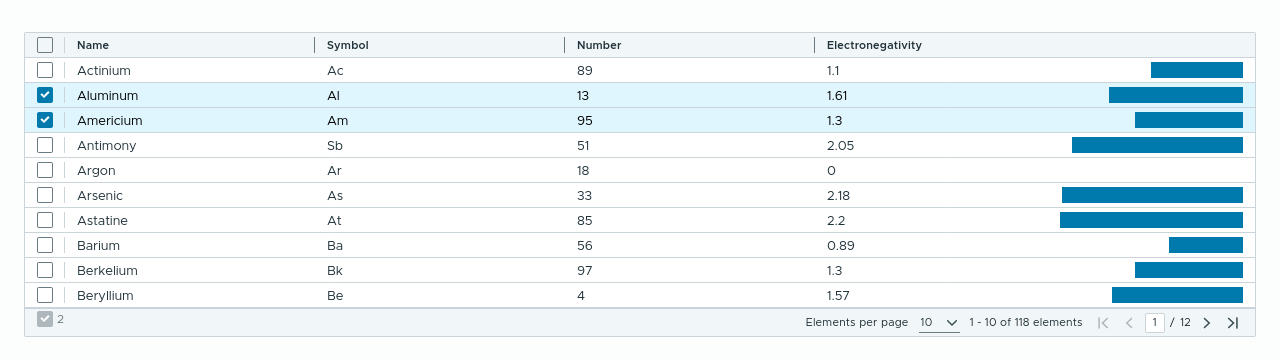 Name Symbol Number Electronegativity
Actinium Ac 89 1.1
Aluminum Al 13 1.61
Americium Am 95 1.3
Antimony Sb 51 2.05
Argon Ar 18 0
Arsenic As 33 2.18
Astatine At 85 2.2
Barium Ba 56 0.89
Berkelium Bk 97 1.3
Beryllium Be 4 1.57
2 Elements per page 10 1 - 10 of 118 elements 1 / 12